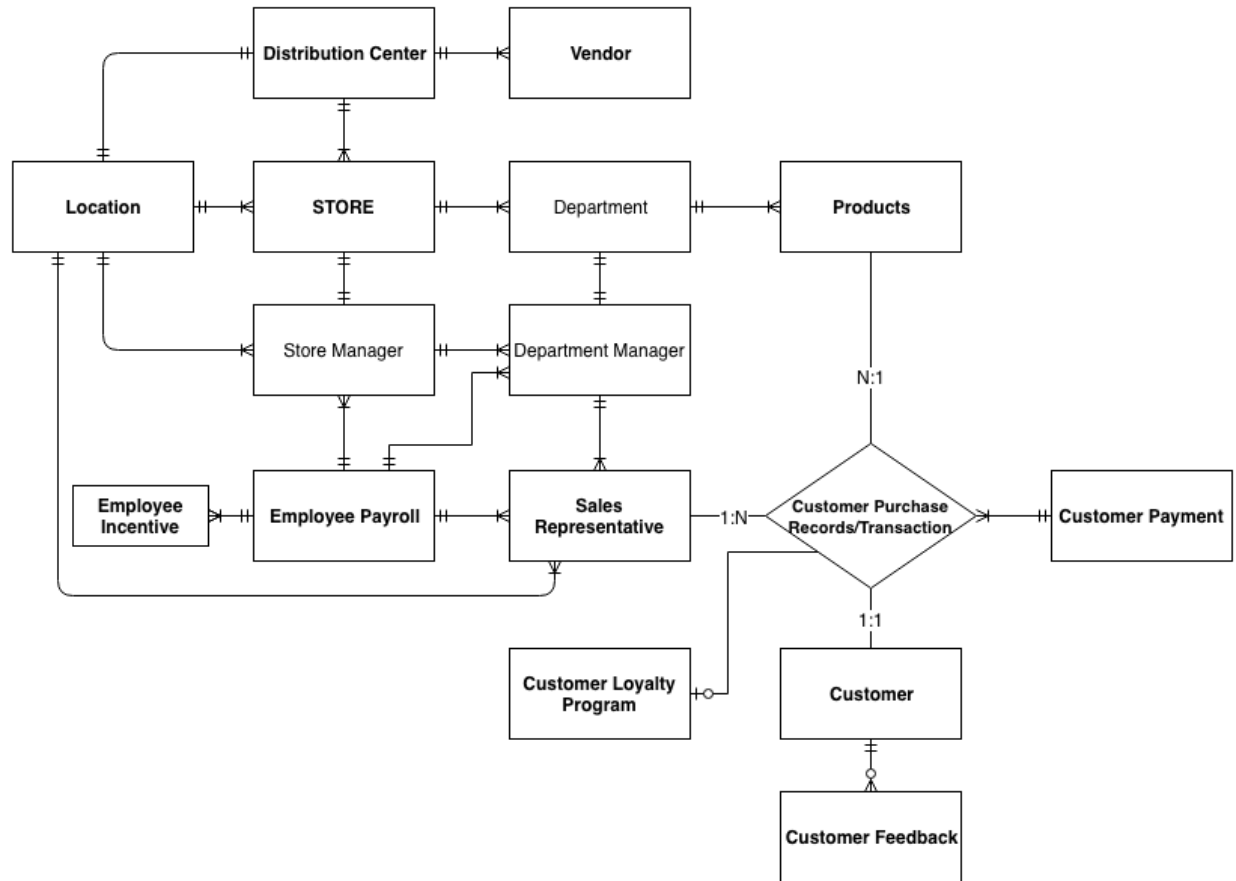 Distribution Center
Vendor
Location
STORE
Department
Products
Store Manager
Department Manager
N:1
Employee
Incentive
Employee Payroll
Sales
Representative
1:N
Customer Purchase
Records/Transaction
Customer Payment
1:1
Customer Loyalty
Program
Customer
Customer Feedback